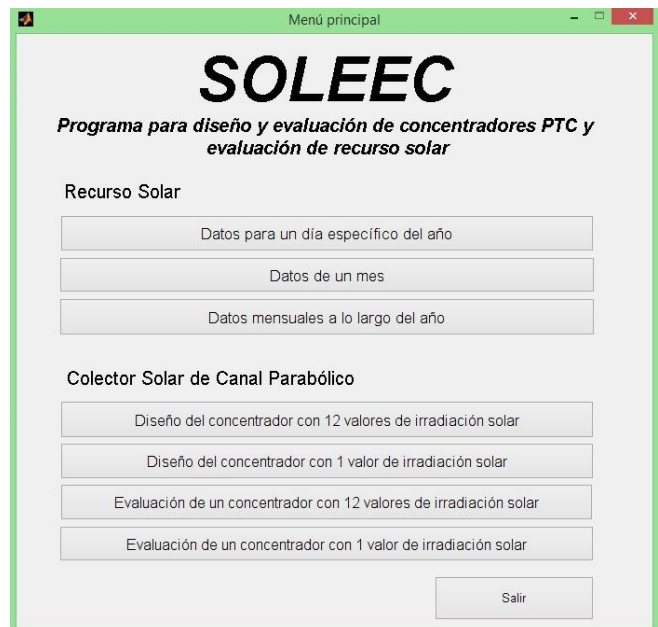 Menú principal
SOLEEC
Programa para diseño y evaluación de concentradores PTC y
evaluación de recurso solar
Recurso Solar
Datos para un día específico del año
Datos de un mes
Datos mensuales a lo largo del año
Colector Solar de Canal Parabólico
Diseño del concentrador con 12 valores de irradiación solar
Diseño del concentrador con 1 valor de irradiación solar
Evaluación de un concentrador con 12 valores de irradiación solar
Evaluación de un concentrador con 1 valor de irradiación solar
Salir